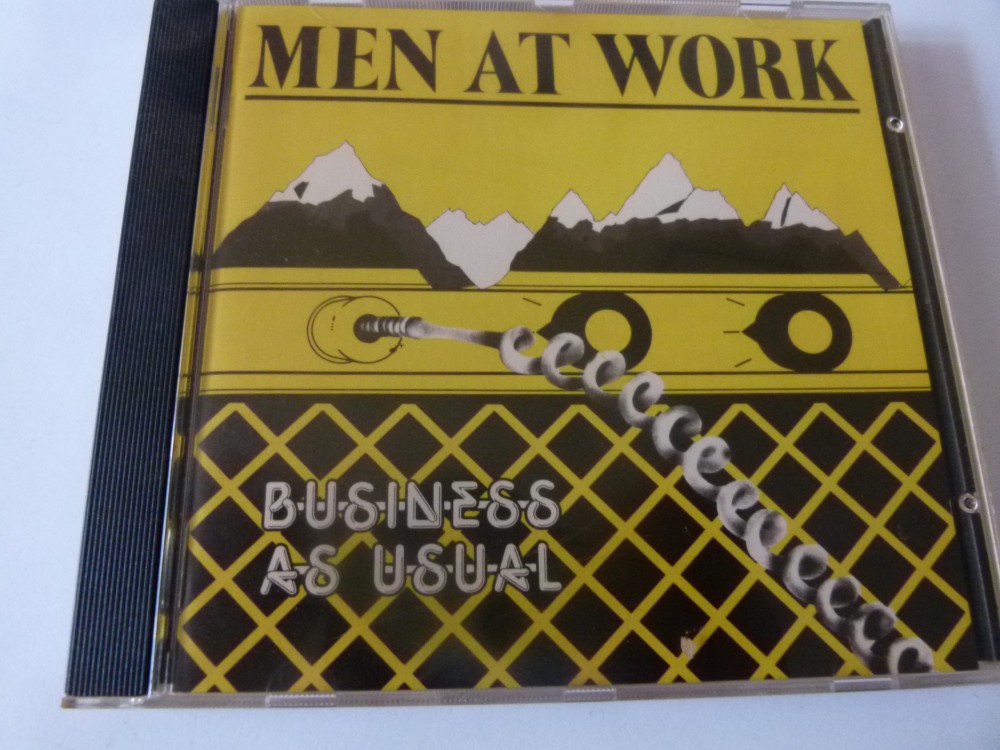 MEN AT WORK
BUSINESS
AS USUAL